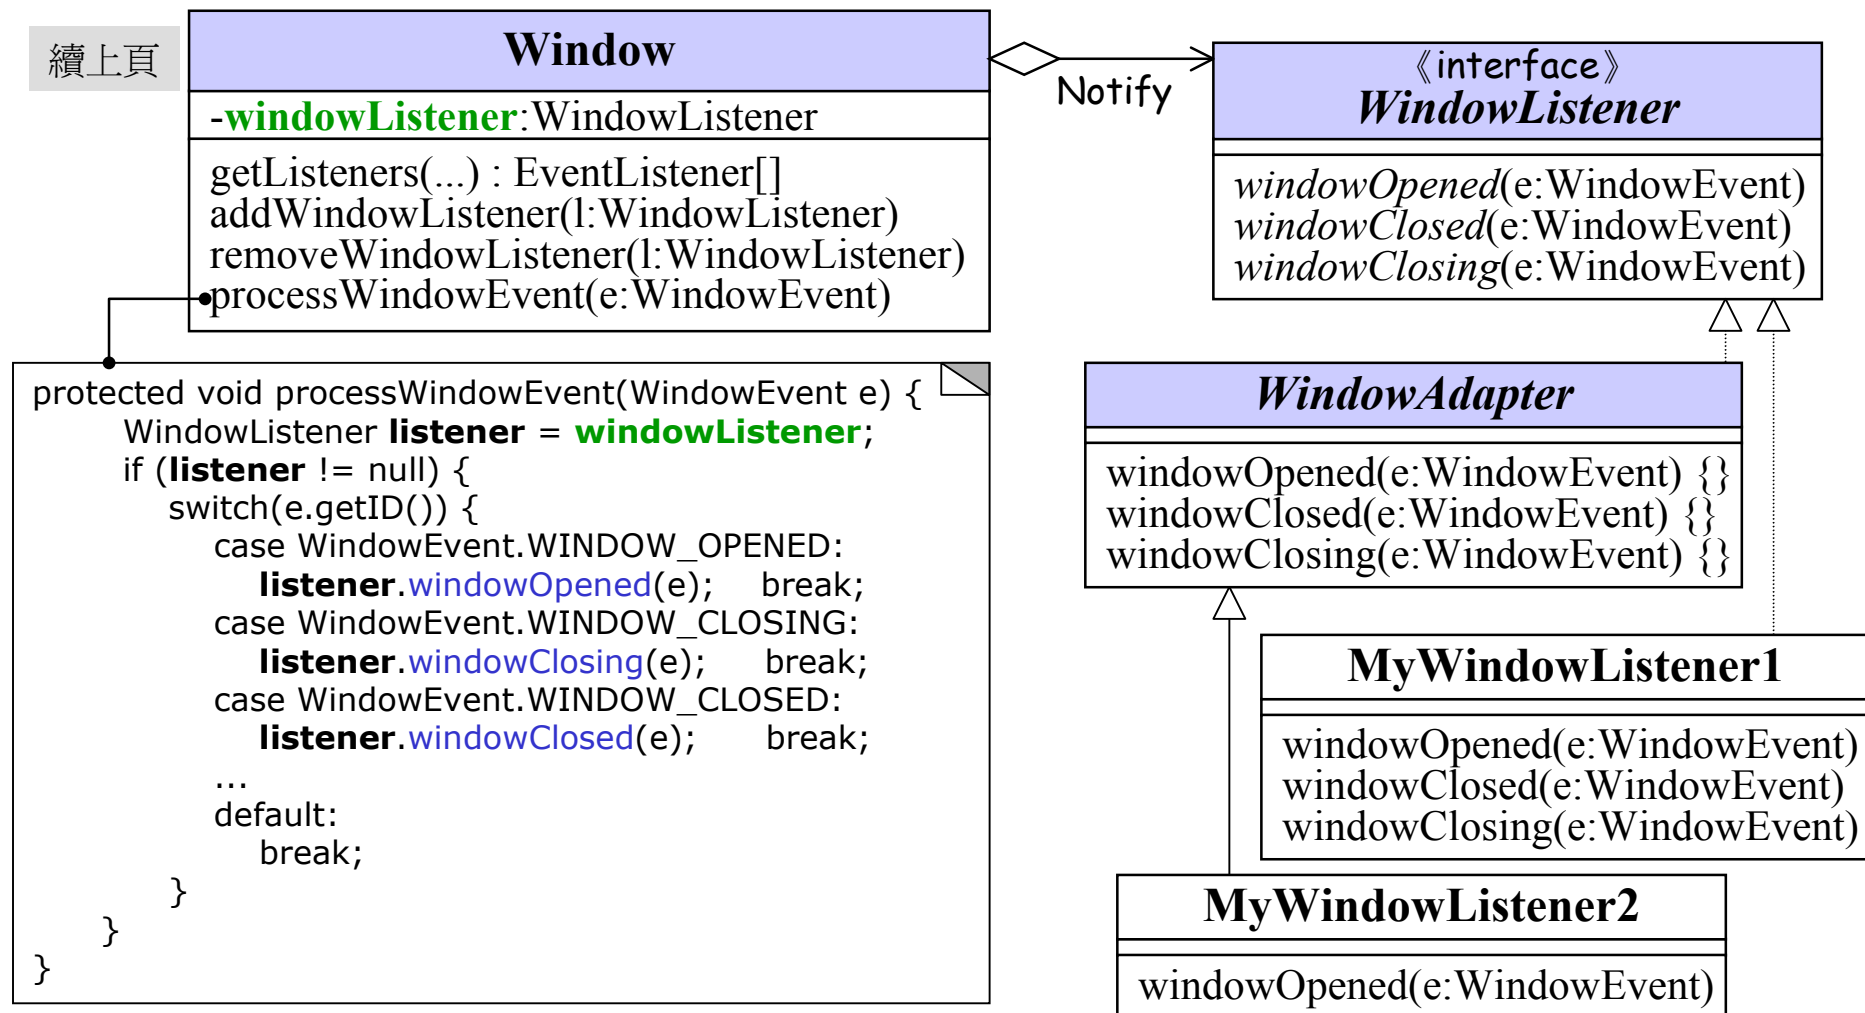 續上頁
Window
-windowListener:WindowListener
getListeners(...) : EventListener[]
addWindowListener(l:WindowListener)
removeWindowListener(l:WindowListener)
processWindowEvent(e:WindowEvent)
Notify
《interface》
WindowListener
windowOpened(e:WindowEvent)
windowClosed(e:WindowEvent)
windowClosing(e:WindowEvent)
protected void processWindowEvent(WindowEvent e) {
WindowListener listener = windowListener;
if (listener != null) {
switch(e.getID()) {
case WindowEvent.WINDOW_OPENED:
listener.windowOpened(e); break;
case WindowEvent.WINDOW_CLOSING:
listener.windowClosing(e); break;
case WindowEvent.WINDOW_CLOSED:
listener.windowClosed(e); break;
...
default:
break;
}
}
}
WindowAdapter
windowOpened(e:WindowEvent) {}
windowClosed(e:WindowEvent) {}
windowClosing(e:WindowEvent) {}
MyWindowListener1
windowOpened(e:WindowEvent)
windowClosed(e:WindowEvent)
windowClosing(e:WindowEvent)
MyWindowListener2
windowOpened(e:WindowEvent)